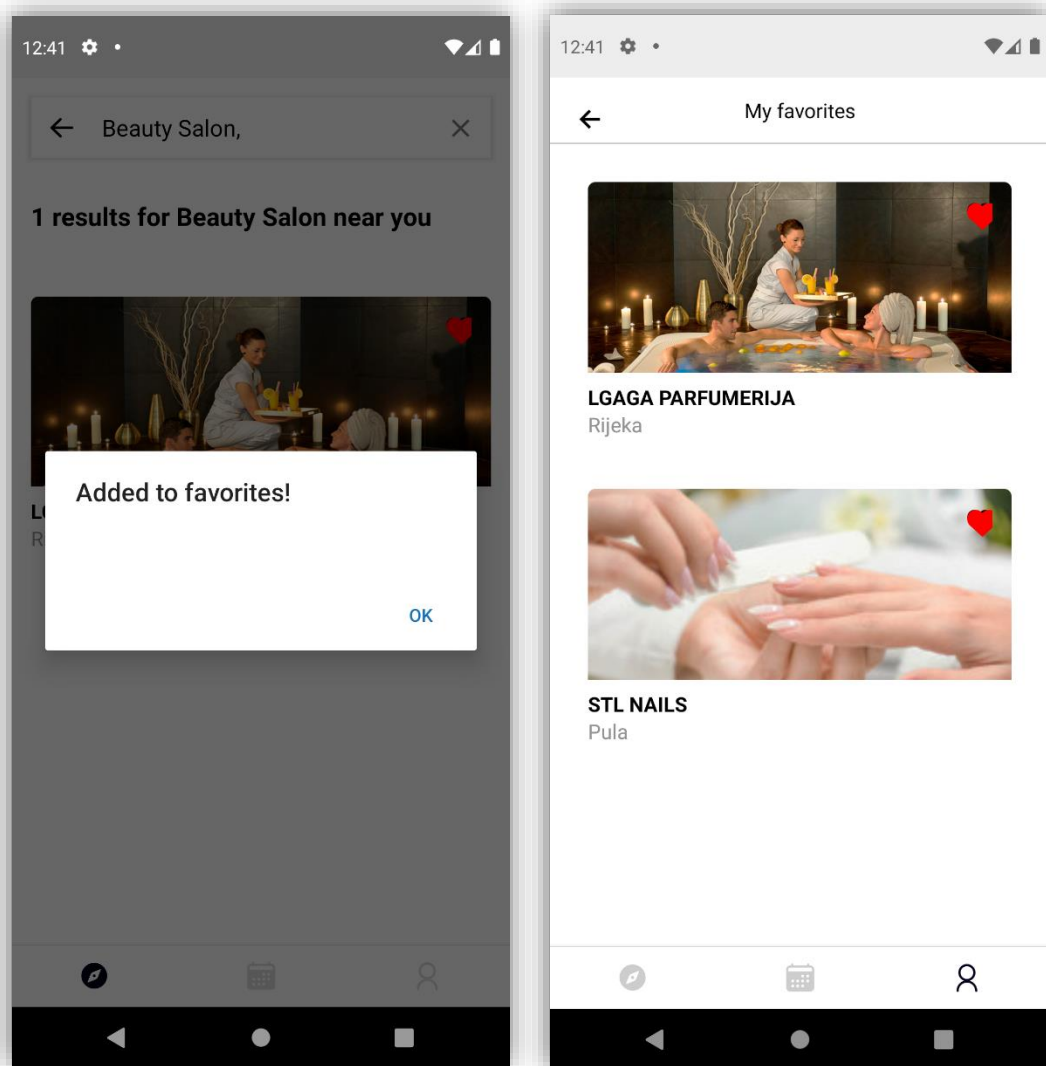 12:41
Beauty Salon,
1 results for Beauty Salon near you
L
R
Added to favorites!
OK
12:41
My favorites
LGAGA PARFUMERIJA
Rijeka
STL NAILS
Pula